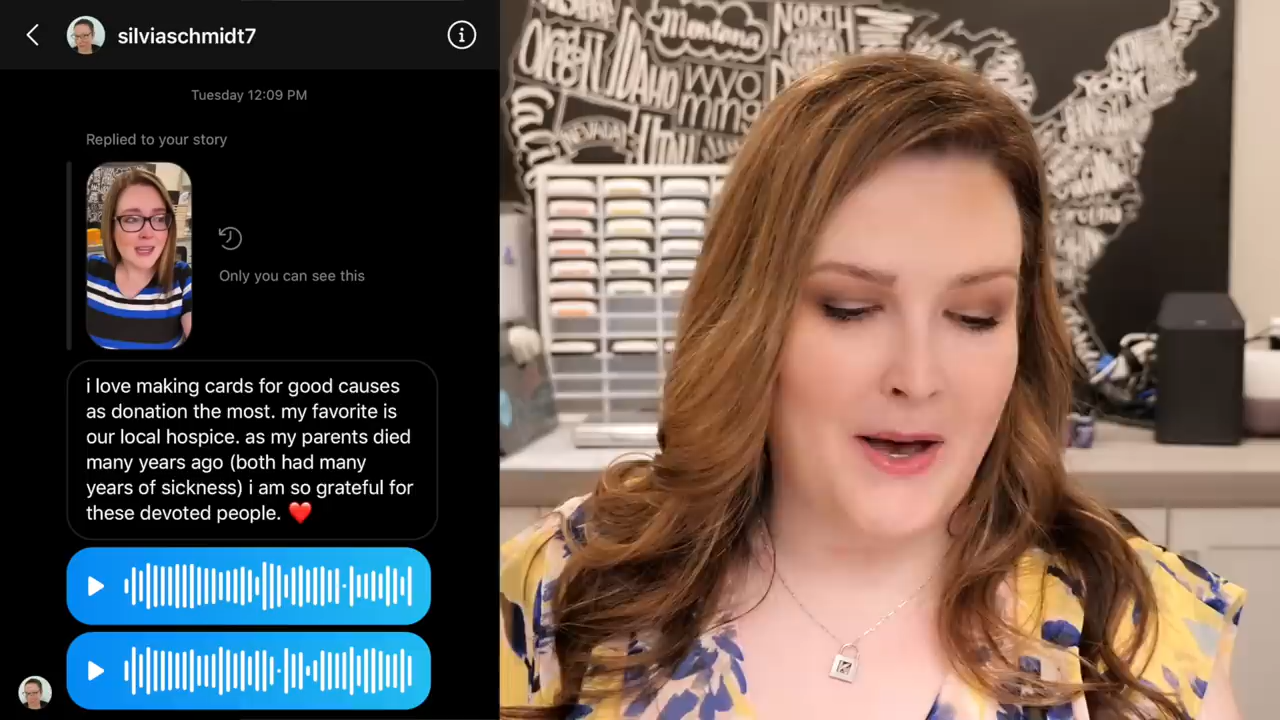 silviaschmidt7
Tuesday 12:09 PM
Replied to your story
Only you can see this
i love making cards for good causes
as donation the most. my favorite is
our local hospice. as my parents died
many years ago (both had many
years of sickness) i am so grateful for
these devoted people. ❤️
Montana
NORTH
IDAHO
WYO
MING
NEVADA
UTAH
Carolina